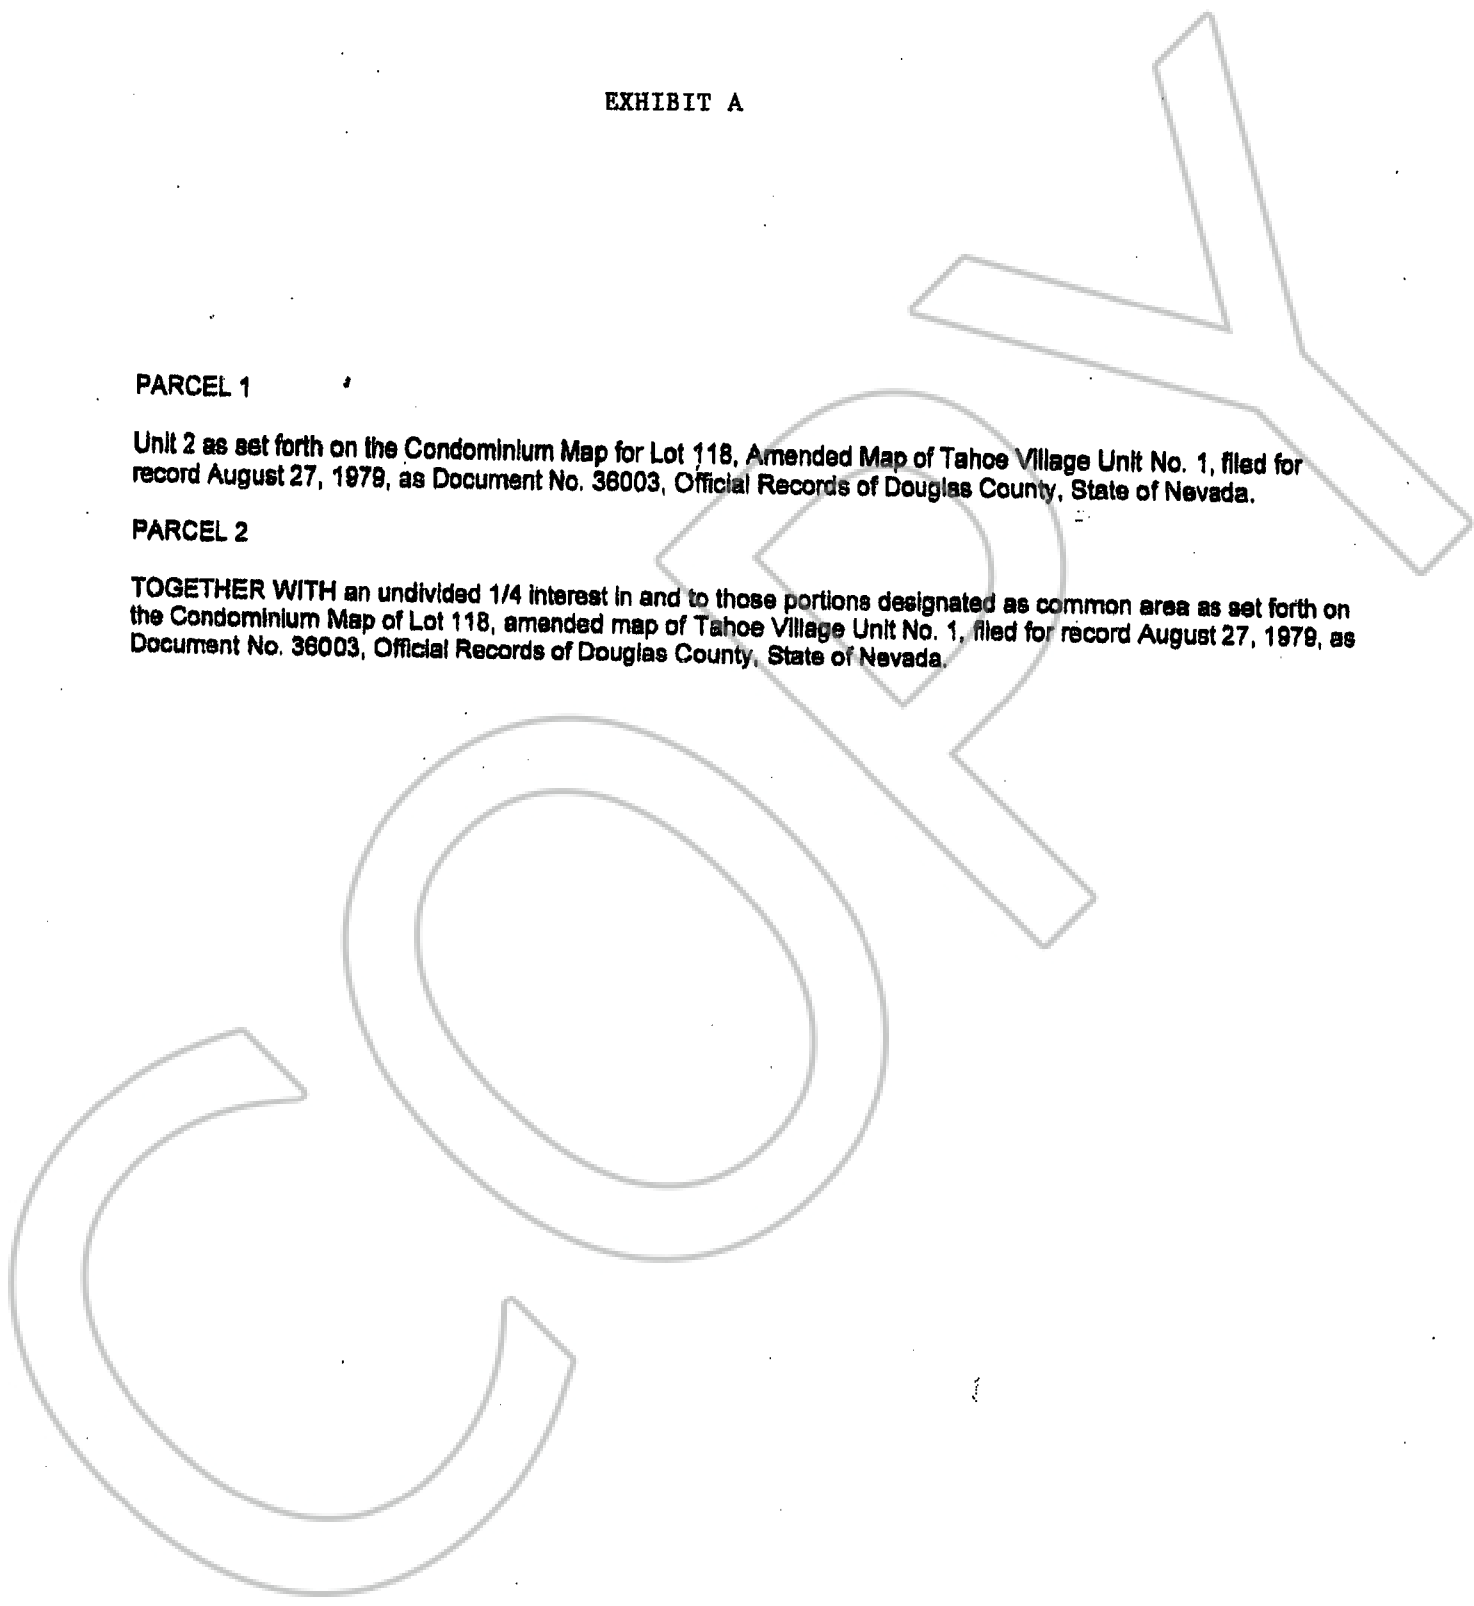 EXHIBIT A
PARCEL 1
Unit 2 as set forth on the Condominium Map for Lot 118, Amended Map of Tahoe Village Unit No. 1, filed for
record August 27, 1979, as Document No. 36003, Official Records of Douglas County, State of Nevada.
PARCEL 2
TOGETHER WITH an undivided 1/4 interest in and to those portions designated as common area as set forth on
the Condominium Map of Lot 118, amended map of Tahoe Village Unit No. 1, filed for record August 27, 1979, as
Document No. 36003, Official Records of Douglas County, State of Nevada.
COPY